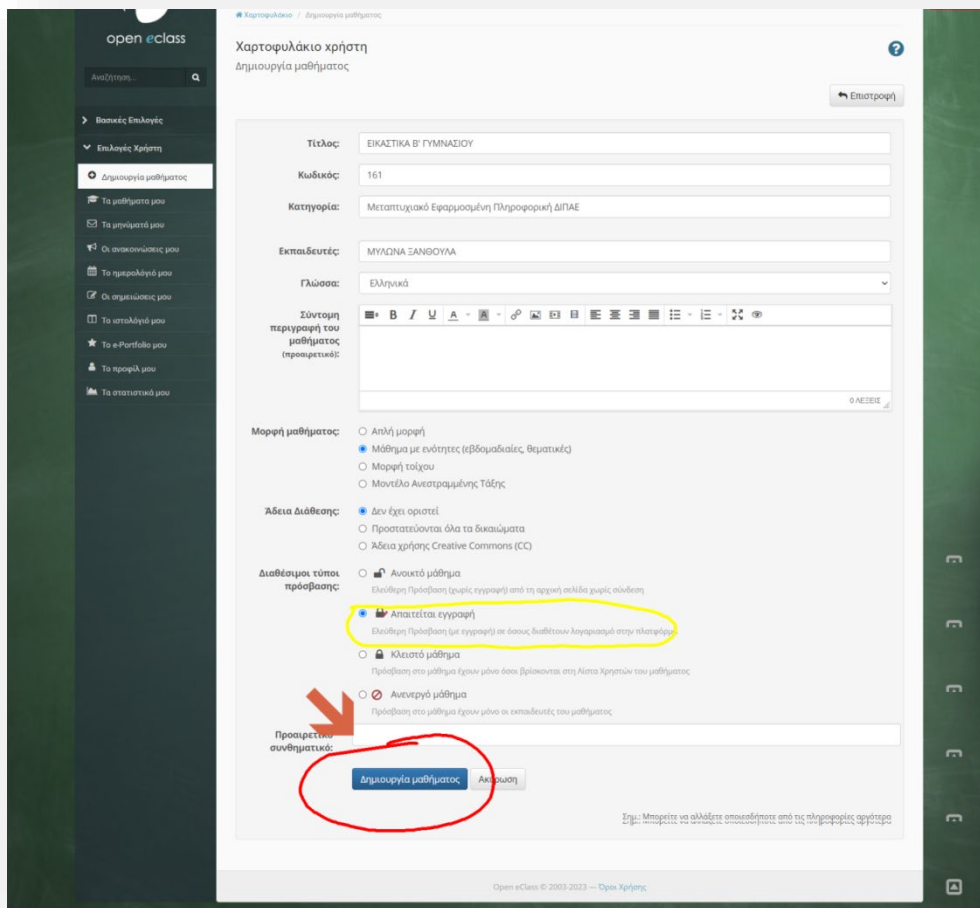 Χαρτοφυλάκιο / Δημιουργία μαθήματος
open eclass
Χαρτοφυλάκιο χρήστη
Δημιουργία μαθήματος
Αναζήτηση...
Επιστροφή
Βασικές Επιλογές
Επιλογές Χρήστη
Δημιουργία μαθήματος
Τα μαθήματα μου
Τα μηνύματά μου
Οι ανακοινώσεις μου
Το ημερολόγιό μου
Οι σημειώσεις μου
Το ιστολόγιό μου
Το e-Portfolio μου
Το προφίλ μου
Τα στατιστικά μου
Τίτλος: ΕΙΚΑΣΤΙΚΑ Β' ΓΥΜΝΑΣΙΟΥ
Κωδικός: 161
Κατηγορία: Μεταπτυχιακό Εφαρμοσμένη Πληροφορική ΔΙΠΑΕ
Εκπαιδευτές: ΜΥΛΩΝΑ ΞΑΝΘΟΥΛΑ
Γλώσσα: Ελληνικά
Σύντομη
περιγραφή του
μαθήματος
(προαιρετικό):
0 ΛΕΞΕΙΣ
Μορφή μαθήματος: Απλή μορφή
Μάθημα με ενότητες (εβδομαδιαίες, θεματικές)
Μορφή τοίχου
Μοντέλο Ανεστραμμένης Τάξης
Άδεια Διάθεσης: Δεν έχει οριστεί
Προστατεύονται όλα τα δικαιώματα
Άδεια χρήσης Creative Commons (CC)
Διαθέσιμοι τύποι
πρόσβασης:
Ανοικτό μάθημα
Ελεύθερη Πρόσβαση (χωρίς εγγραφή) από τη αρχική σελίδα χωρίς σύνδεση
Απαιτείται εγγραφή
Ελεύθερη Πρόσβαση (με εγγραφή) σε όσους διαθέτουν λογαριασμό στην πλατφόρμα
Κλειστό μάθημα
Πρόσβαση στο μάθημα έχουν μόνο όσοι βρίσκονται στη Λίστα Χρηστών του μαθήματος
Ανενεργό μάθημα
Πρόσβαση στο μάθημα έχουν μόνο οι εκπαιδευτές του μαθήματος
Προαιρετικό
συνθηματικό:
Δημιουργία μαθήματος Ακύρωση
Σημ.: Μπορείτε να αλλάξετε οποιεσδήποτε από τις πληροφορίες αργότερα
Open eClass © 2003-2023 — Όροι Χρήσης